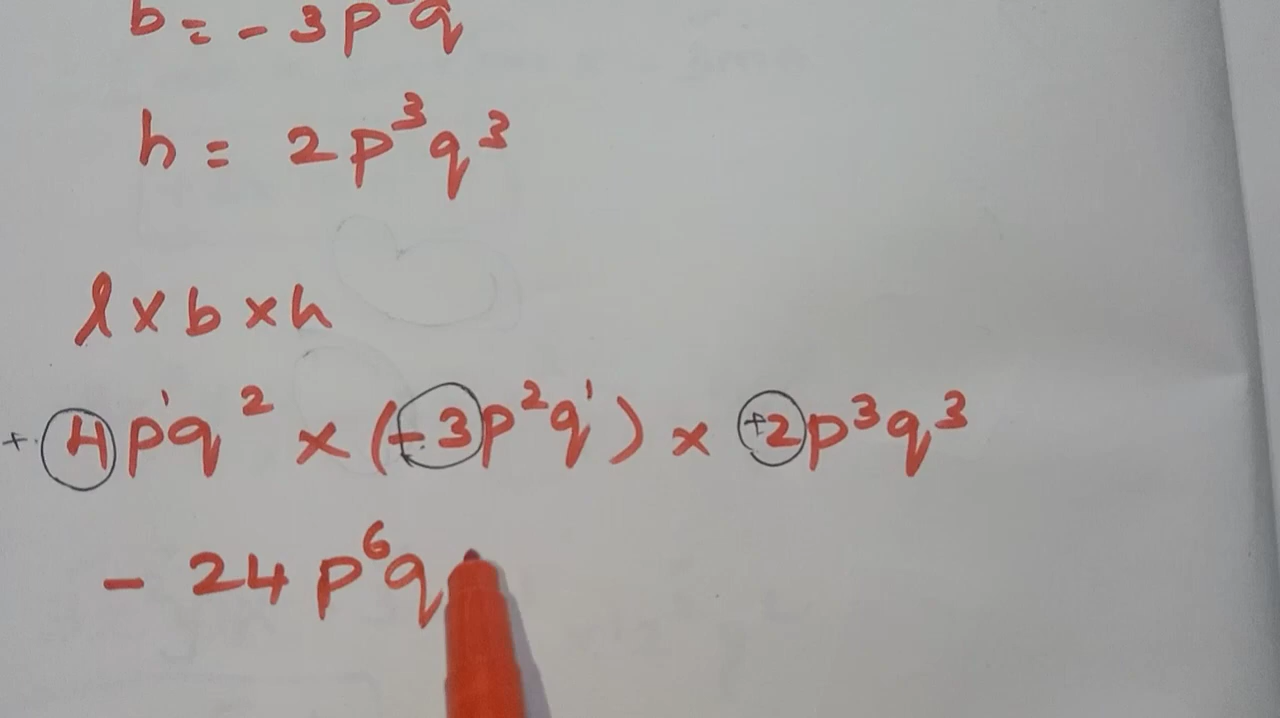 b = - 3p²q
h = 2p³q³
l × b × h
+ 4p¹q² × (-3p²q¹) × +2p³q³
- 24p⁶q